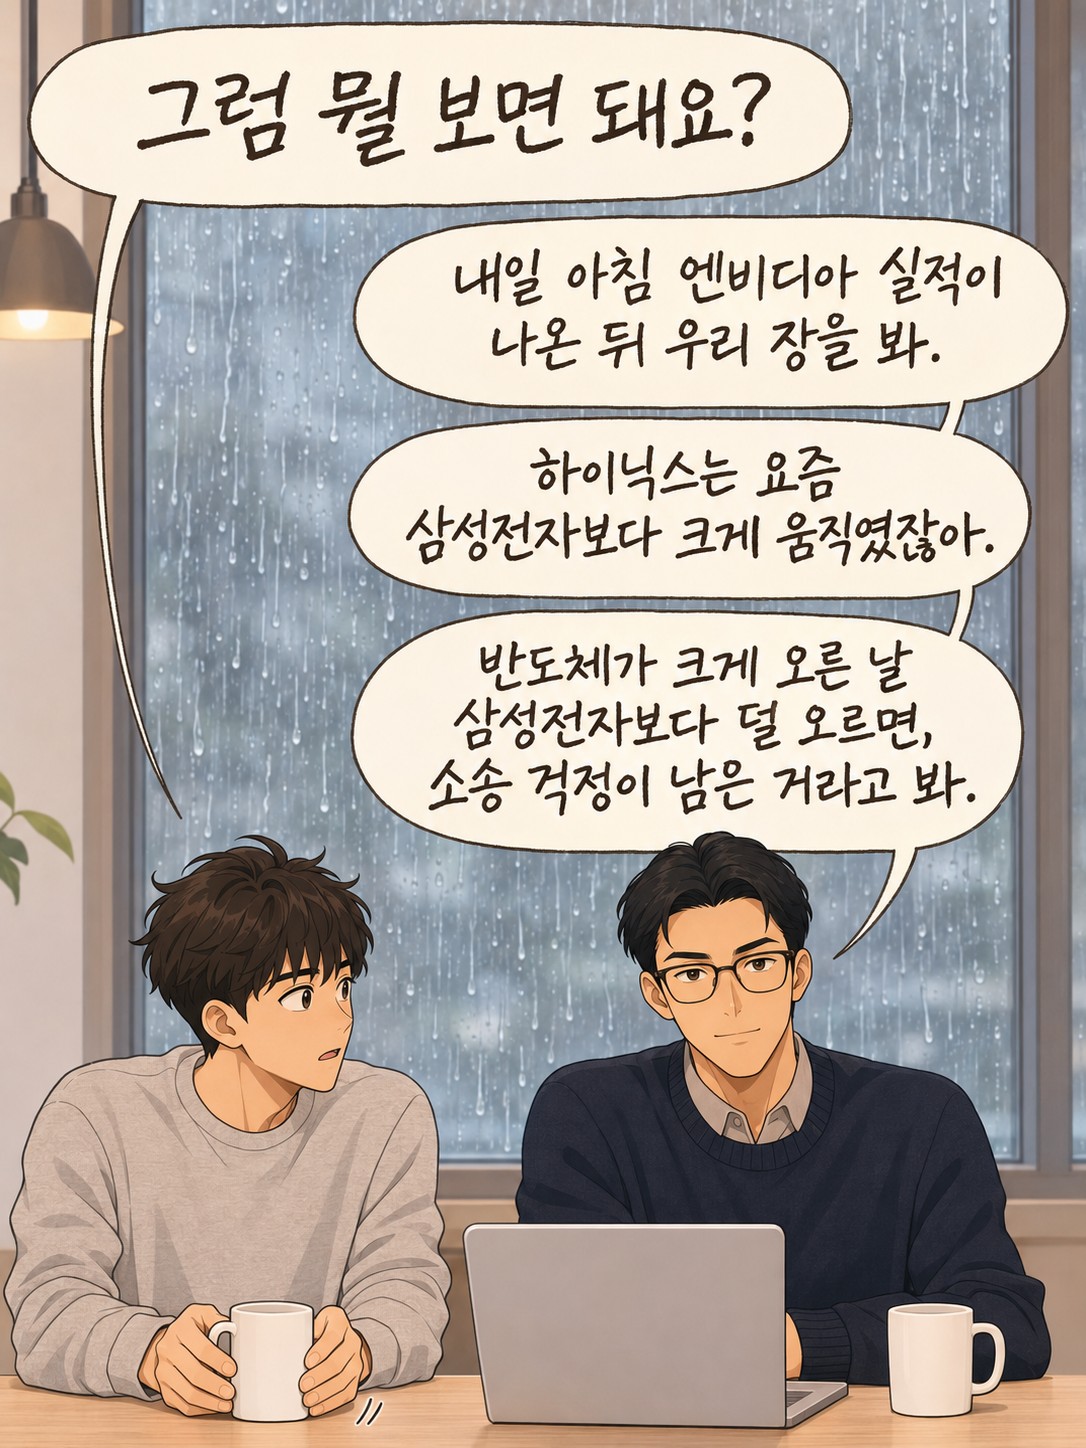 그럼 뭘 보면 돼요?
내일 아침 엔비디아 실적이
나온 뒤 우리 장을 봐.
하이닉스는 요즘
삼성전자보다 크게 움직였잖아.
반도체가 크게 오른 날
삼성전자보다 덜 오르면,
소송 걱정이 남은 거라고 봐.